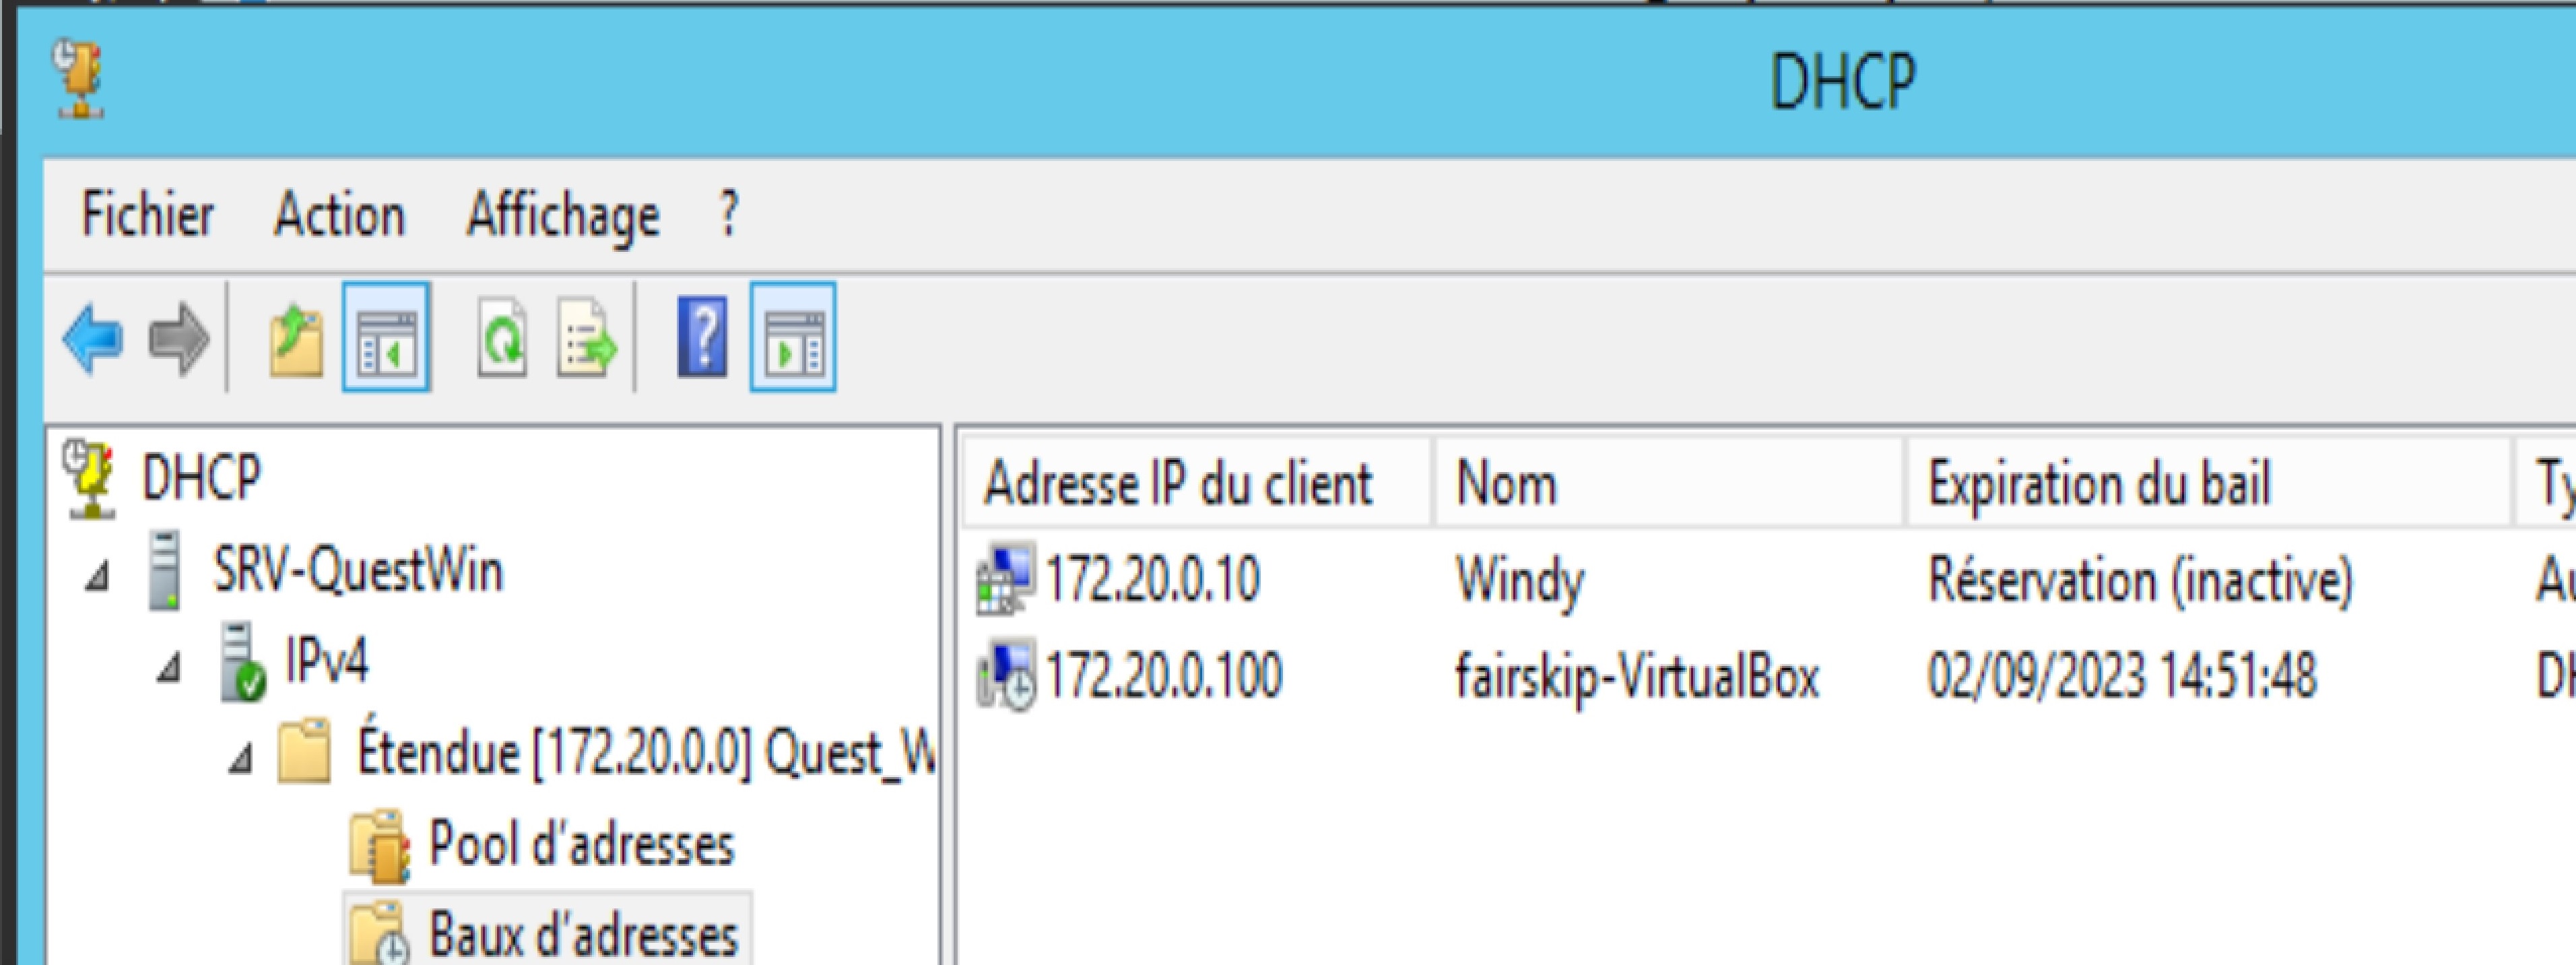 DHCP
Fichier Action Affichage ?
DHCP
SRV-QuestWin
IPv4
Étendue [172.20.0.0] Quest_W
Pool d'adresses
Baux d'adresses
Adresse IP du client Nom Expiration du bail Ty
172.20.0.10 Windy Réservation (inactive) Au
172.20.0.100 fairskip-VirtualBox 02/09/2023 14:51:48 DH